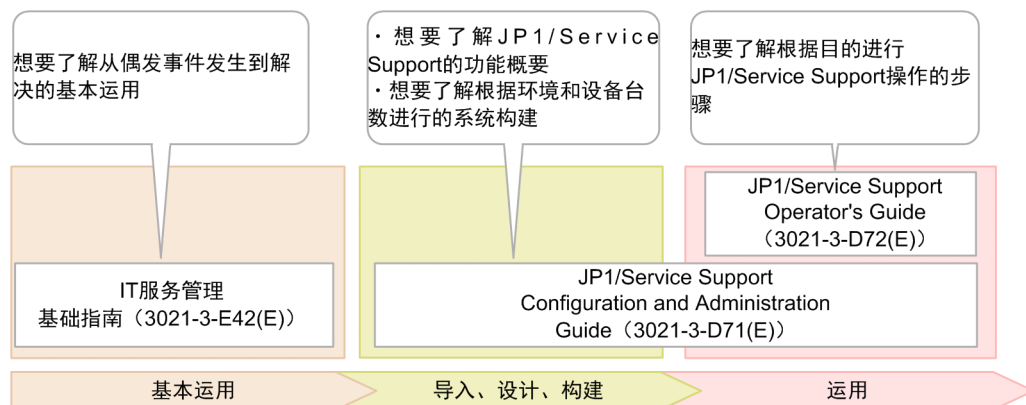 想要了解从偶发事件发生到解
决的基本运用
・想要了解JP1/Service
Support的功能概要
・想要了解根据环境和设备台
数进行的系统构建
想要了解根据目的进行
JP1/Service Support操作的步
骤
JP1/Service Support
Operator's Guide
（3021-3-D72(E)）
IT服务管理
基础指南（3021-3-E42(E)）
JP1/Service Support
Configuration and Administration
Guide（3021-3-D71(E)）
基本运用
导入、设计、构建
运用